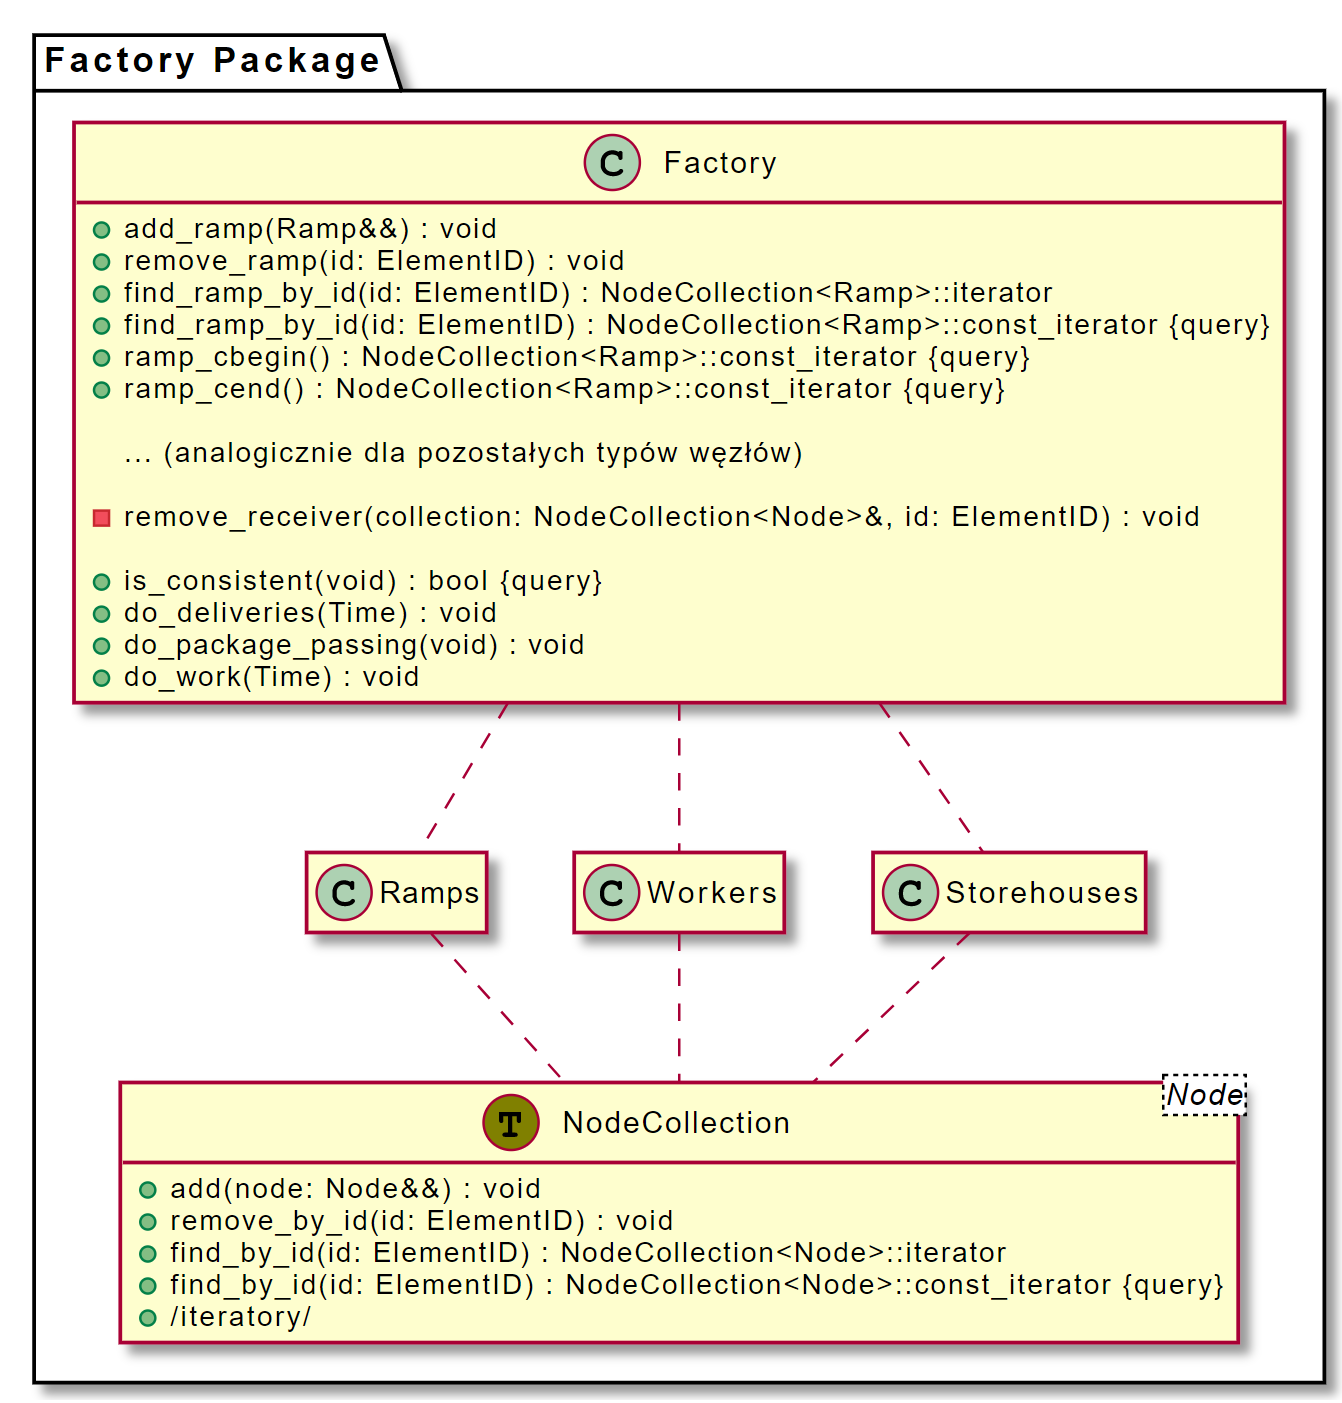 Factory Package
C Factory
add_ramp(Ramp&&) : void
remove_ramp(id: ElementID) : void
find_ramp_by_id(id: ElementID) : NodeCollection<Ramp>::iterator
find_ramp_by_id(id: ElementID) : NodeCollection<Ramp>::const_iterator {query}
ramp_cbegin() : NodeCollection<Ramp>::const_iterator {query}
ramp_cend() : NodeCollection<Ramp>::const_iterator {query}
... (analogicznie dla pozostałych typów węzłów)
remove_receiver(collection: NodeCollection<Node>&, id: ElementID) : void
is_consistent(void) : bool {query}
do_deliveries(Time) : void
do_package_passing(void) : void
do_work(Time) : void
C Ramps
C Workers
C Storehouses
Node
T NodeCollection
add(node: Node&&) : void
remove_by_id(id: ElementID) : void
find_by_id(id: ElementID) : NodeCollection<Node>::iterator
find_by_id(id: ElementID) : NodeCollection<Node>::const_iterator {query}
/iteratory/